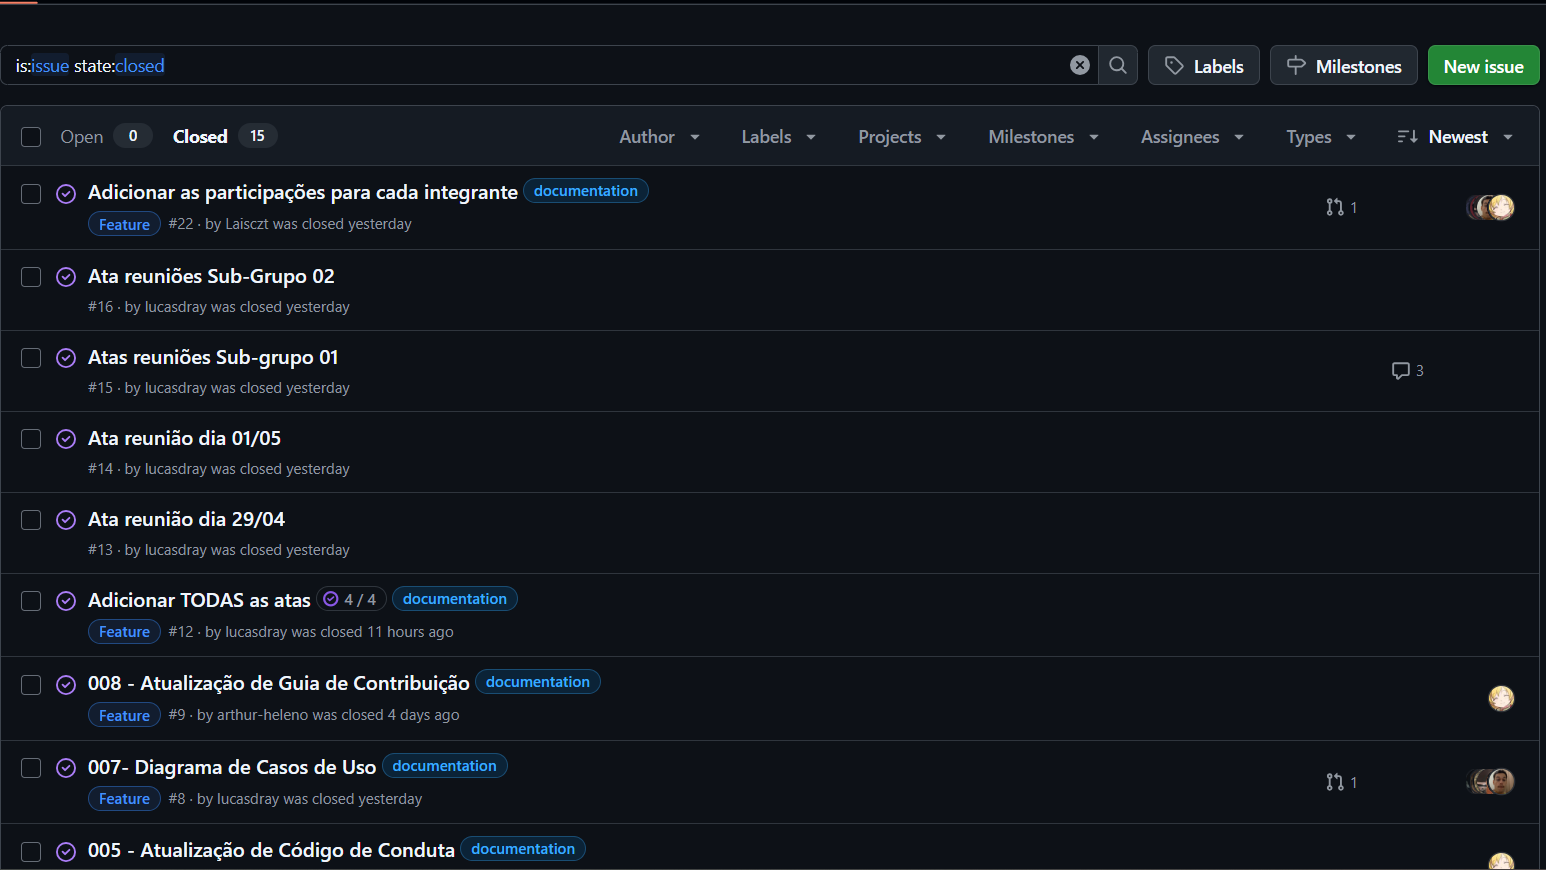 is:issue state:closed
Labels
Milestones
New issue
Open 0 Closed 15 Author Labels Projects Milestones Assignees Types Newest
Adicionar as participações para cada integrante documentation
Feature #22 · by Laisczt was closed yesterday
1
Ata reuniões Sub-Grupo 02
#16 · by lucasdray was closed yesterday
Atas reuniões Sub-grupo 01
#15 · by lucasdray was closed yesterday
3
Ata reunião dia 01/05
#14 · by lucasdray was closed yesterday
Ata reunião dia 29/04
#13 · by lucasdray was closed yesterday
Adicionar TODAS as atas 4 / 4 documentation
Feature #12 · by lucasdray was closed 11 hours ago
008 - Atualização de Guia de Contribuição documentation
Feature #9 · by arthur-heleno was closed 4 days ago
007- Diagrama de Casos de Uso documentation
Feature #8 · by lucasdray was closed yesterday
1
005 - Atualização de Código de Conduta documentation